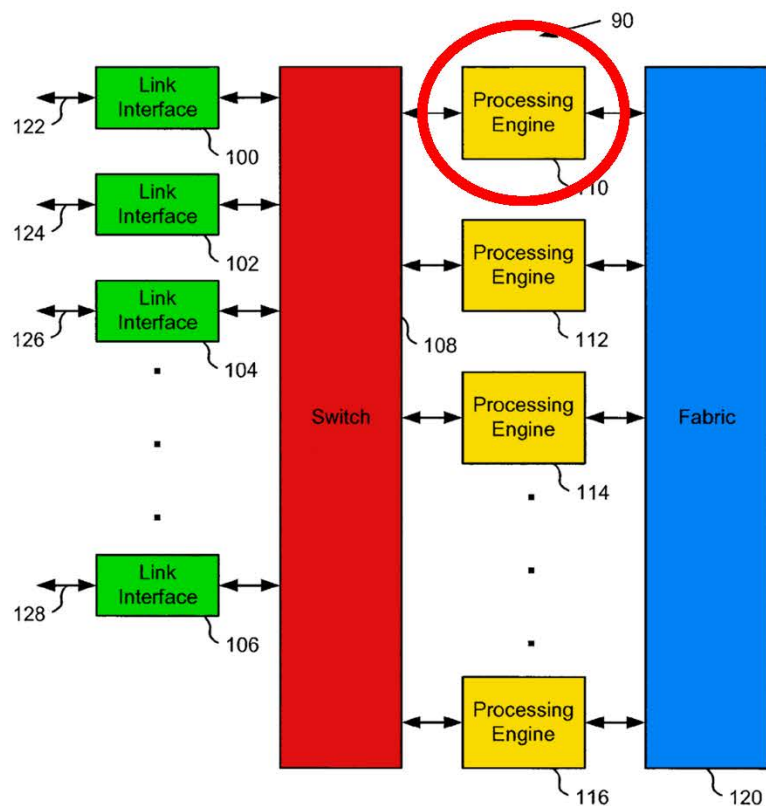 90
Link
Interface
122
100
Processing
Engine
110
Link
Interface
124
102
Processing
Engine
112
Link
Interface
126
104
108
Switch
Processing
Engine
114
Fabric
Link
Interface
128
106
Processing
Engine
116
120